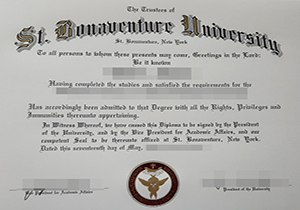 The Trustees of
St. Bonaventure University
St. Bonaventure, New York
To all persons to whom these presents may come, Greetings in the Lord:
Be it known
Having completed the studies and satisfied the requirements for the
Has accordingly been admitted to that Degree with all the Rights, Privileges and
Immunities thereunto appertaining.
In Witness Whereof, we have caused this Diploma to be signed by the President
of the University, and by the Vice President for Academic Affairs, and our
corporate Seal to be thereunto affixed at St. Bonaventure, New York.
Dated this seventeenth day of May,
Vice President for Academic Affairs
President of the University